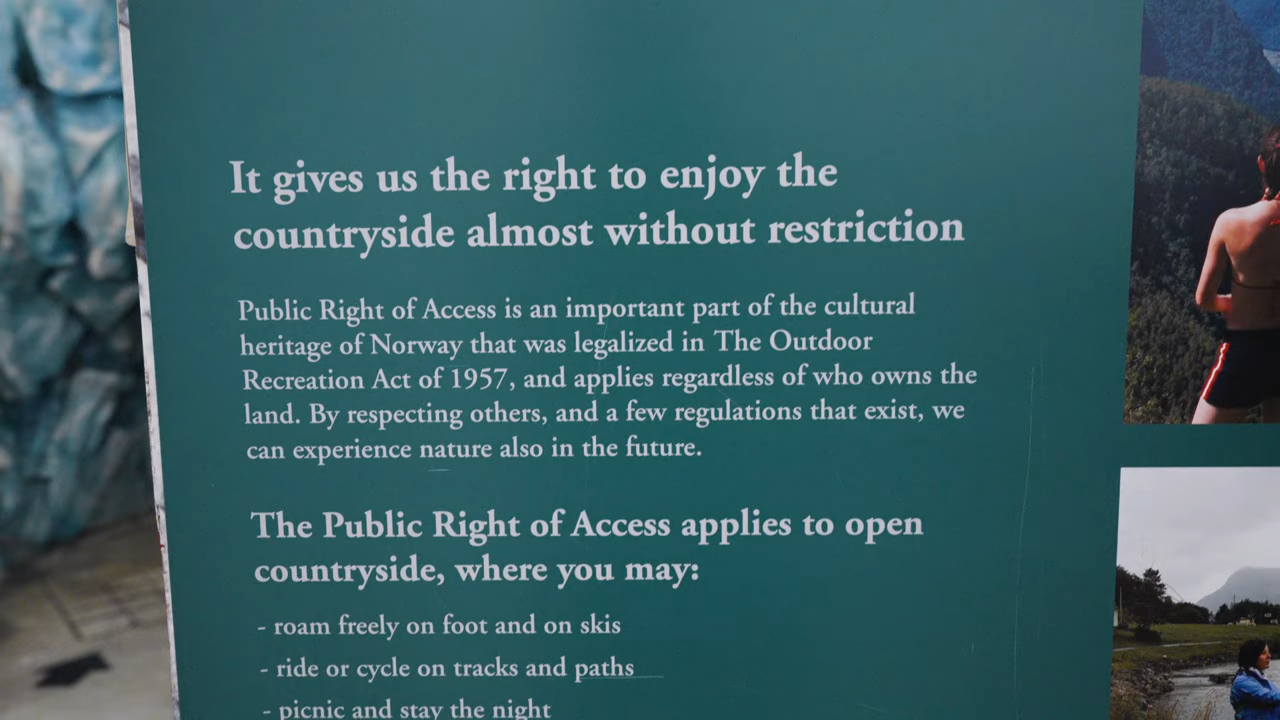 It gives us the right to enjoy the
countryside almost without restriction
Public Right of Access is an important part of the cultural
heritage of Norway that was legalized in The Outdoor
Recreation Act of 1957, and applies regardless of who owns the
land. By respecting others, and a few regulations that exist, we
can experience nature also in the future.
The Public Right of Access applies to open
countryside, where you may:
- roam freely on foot and on skis
- ride or cycle on tracks and paths
- picnic and stay the night